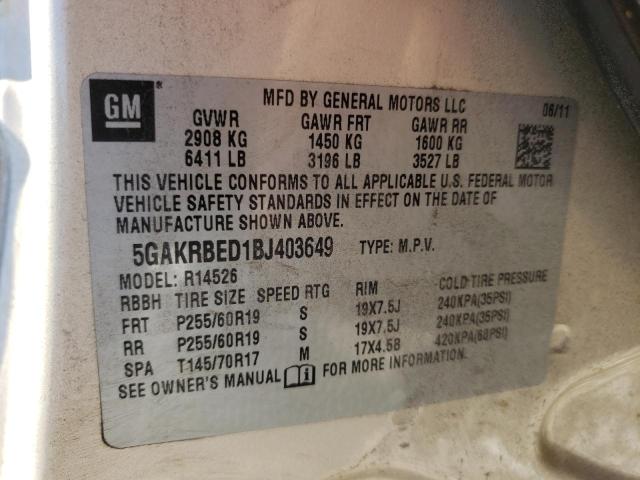 GM
®
MFD BY GENERAL MOTORS LLC
06/11
GVWR GAWR FRT GAWR RR
2908 KG 1450 KG 1600 KG
6411 LB 3196 LB 3527 LB
THIS VEHICLE CONFORMS TO ALL APPLICABLE U.S. FEDERAL MOTOR
VEHICLE SAFETY STANDARDS IN EFFECT ON THE DATE OF
MANUFACTURE SHOWN ABOVE.
5GAKRBED1BJ403649 TYPE: M.P.V.
MODEL: R14526
RBBH TIRE SIZE SPEED RTG RIM COLD TIRE PRESSURE
FRT P255/60R19 S 19X7.5J 240KPA(35PSI)
RR P255/60R19 S 19X7.5J 240KPA(35PSI)
SPA T145/70R17 M 17X4.5B 420KPA(60PSI)
SEE OWNER'S MANUAL i FOR MORE INFORMATION.